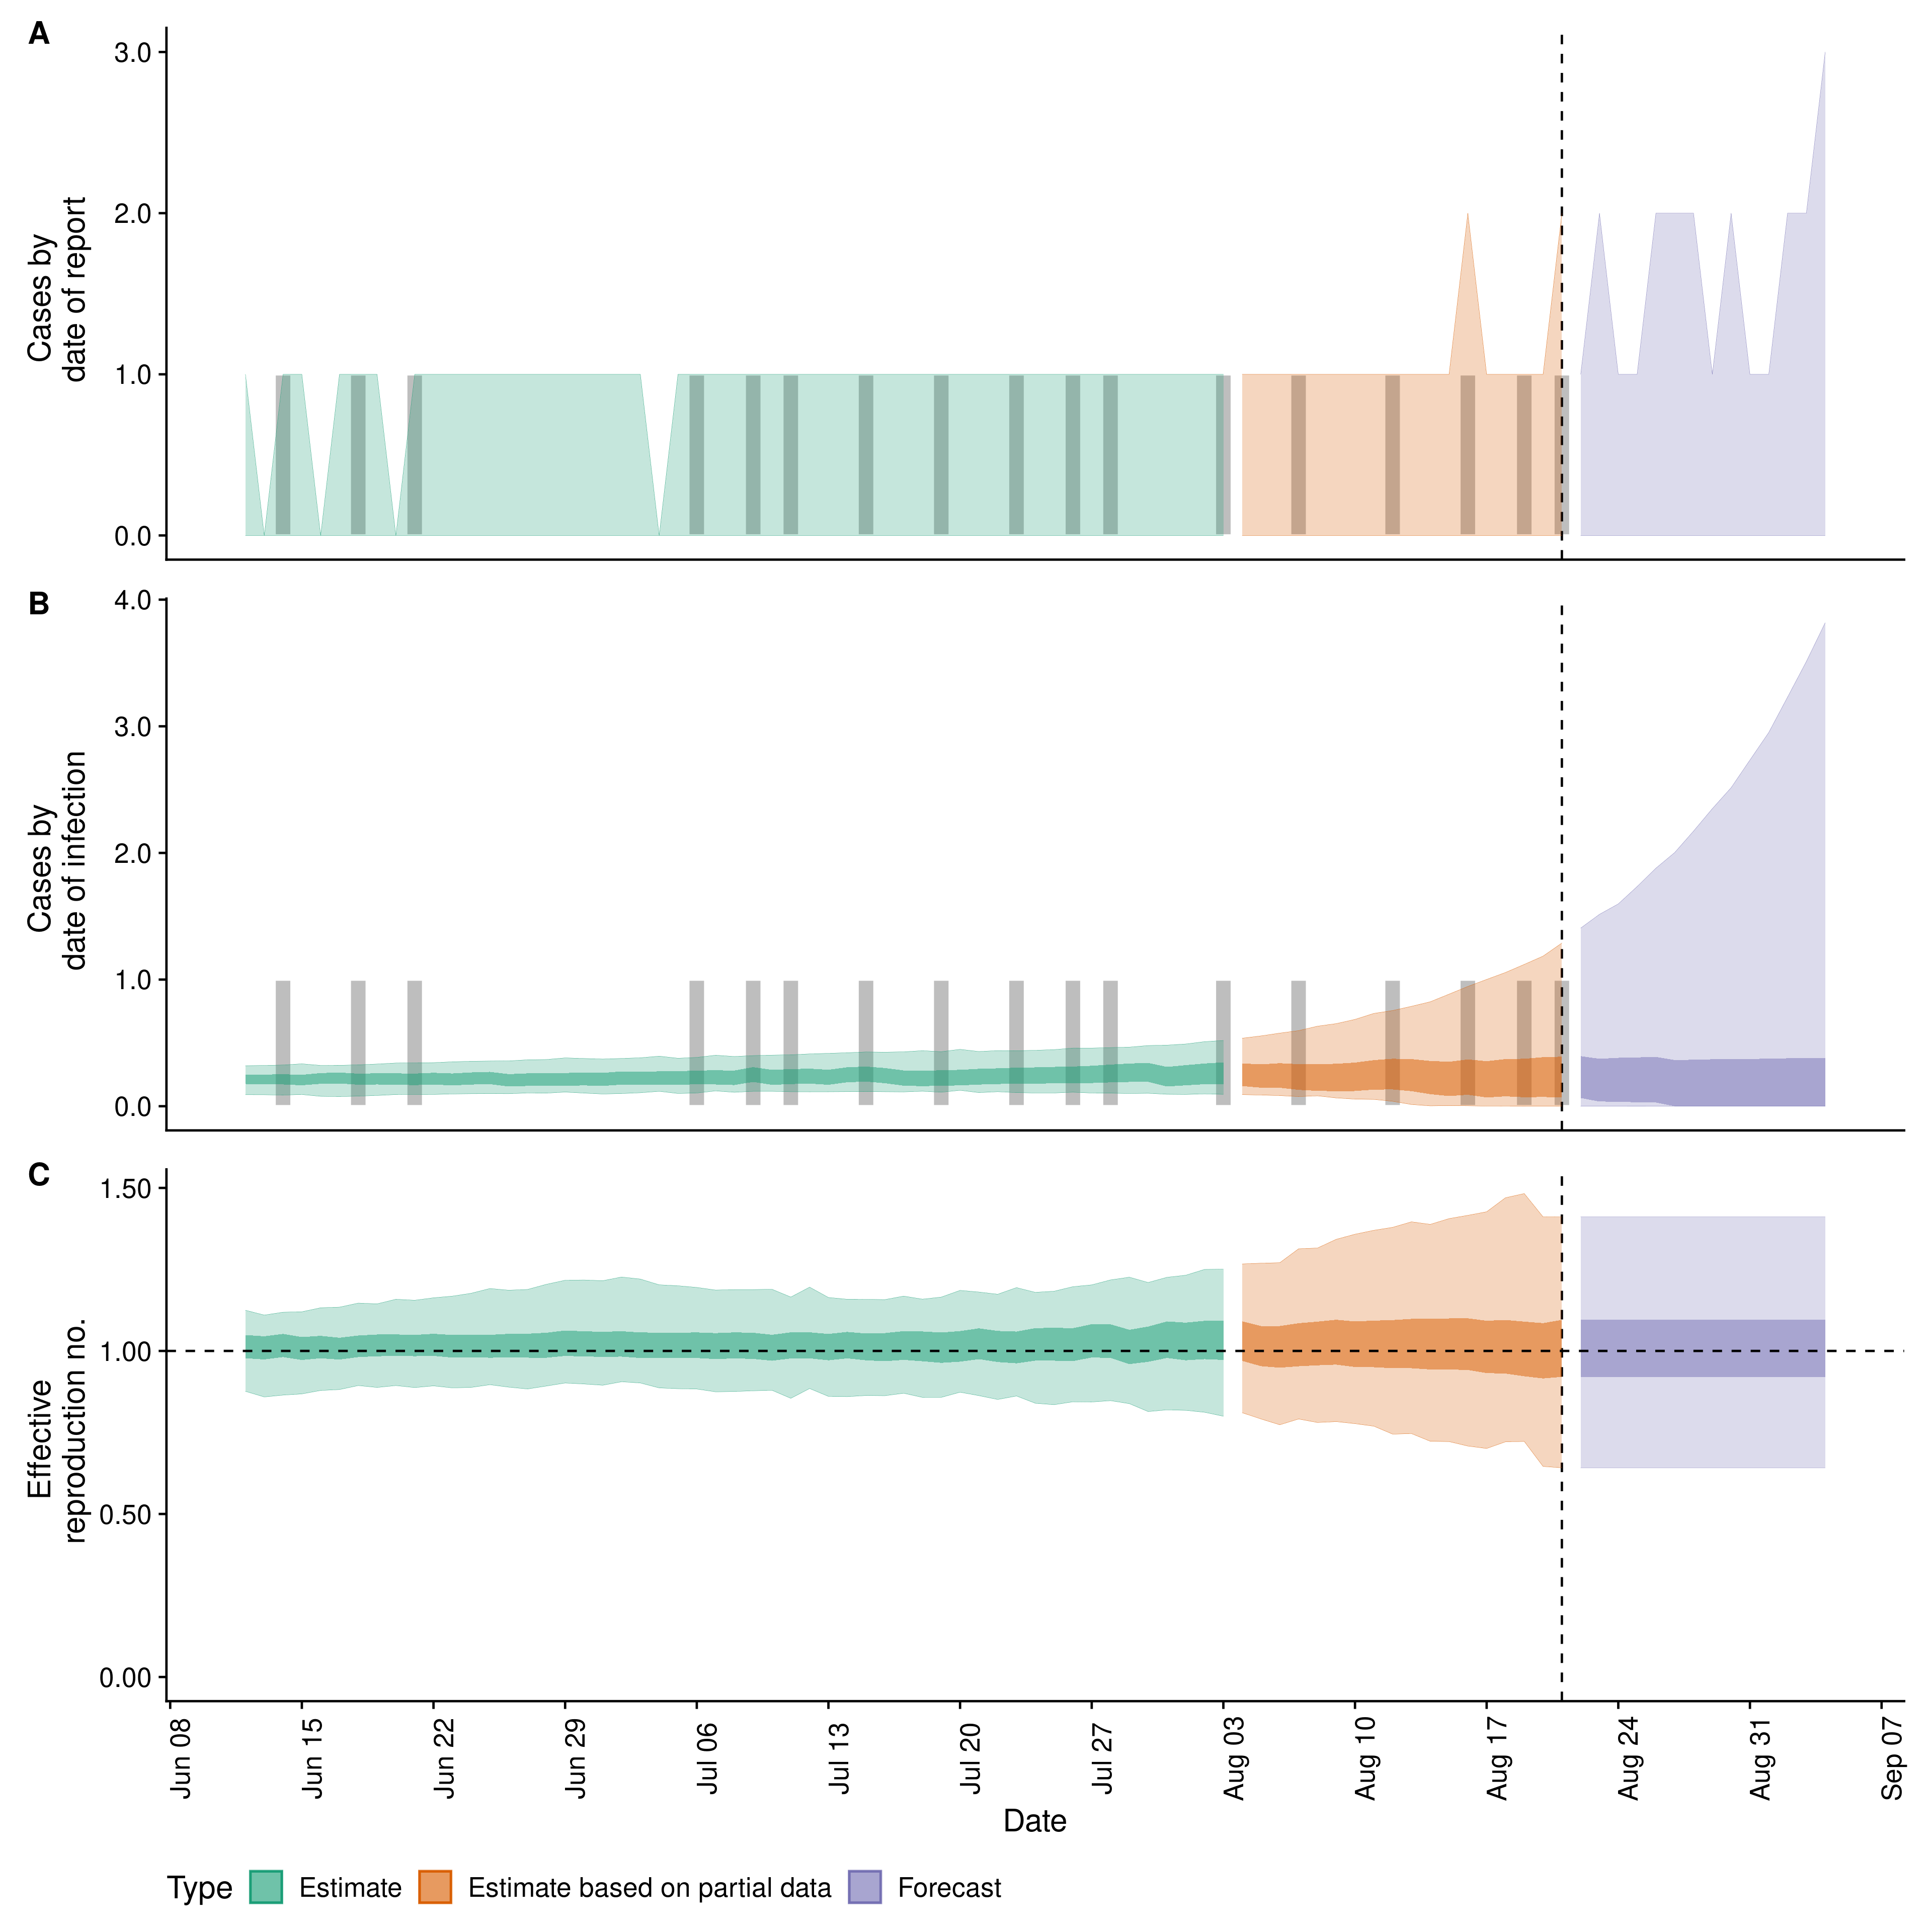 A
3.0
2.0
1.0
0.0
Cases by
date of report
B
4.0
3.0
2.0
1.0
0.0
Cases by
date of infection
C
1.50
1.00
0.50
0.00
Effective
reproduction no.
Jun 08
Jun 15
Jun 22
Jun 29
Jul 06
Jul 13
Jul 20
Jul 27
Aug 03
Aug 10
Aug 17
Aug 24
Aug 31
Sep 07
Date
Type Estimate Estimate based on partial data Forecast